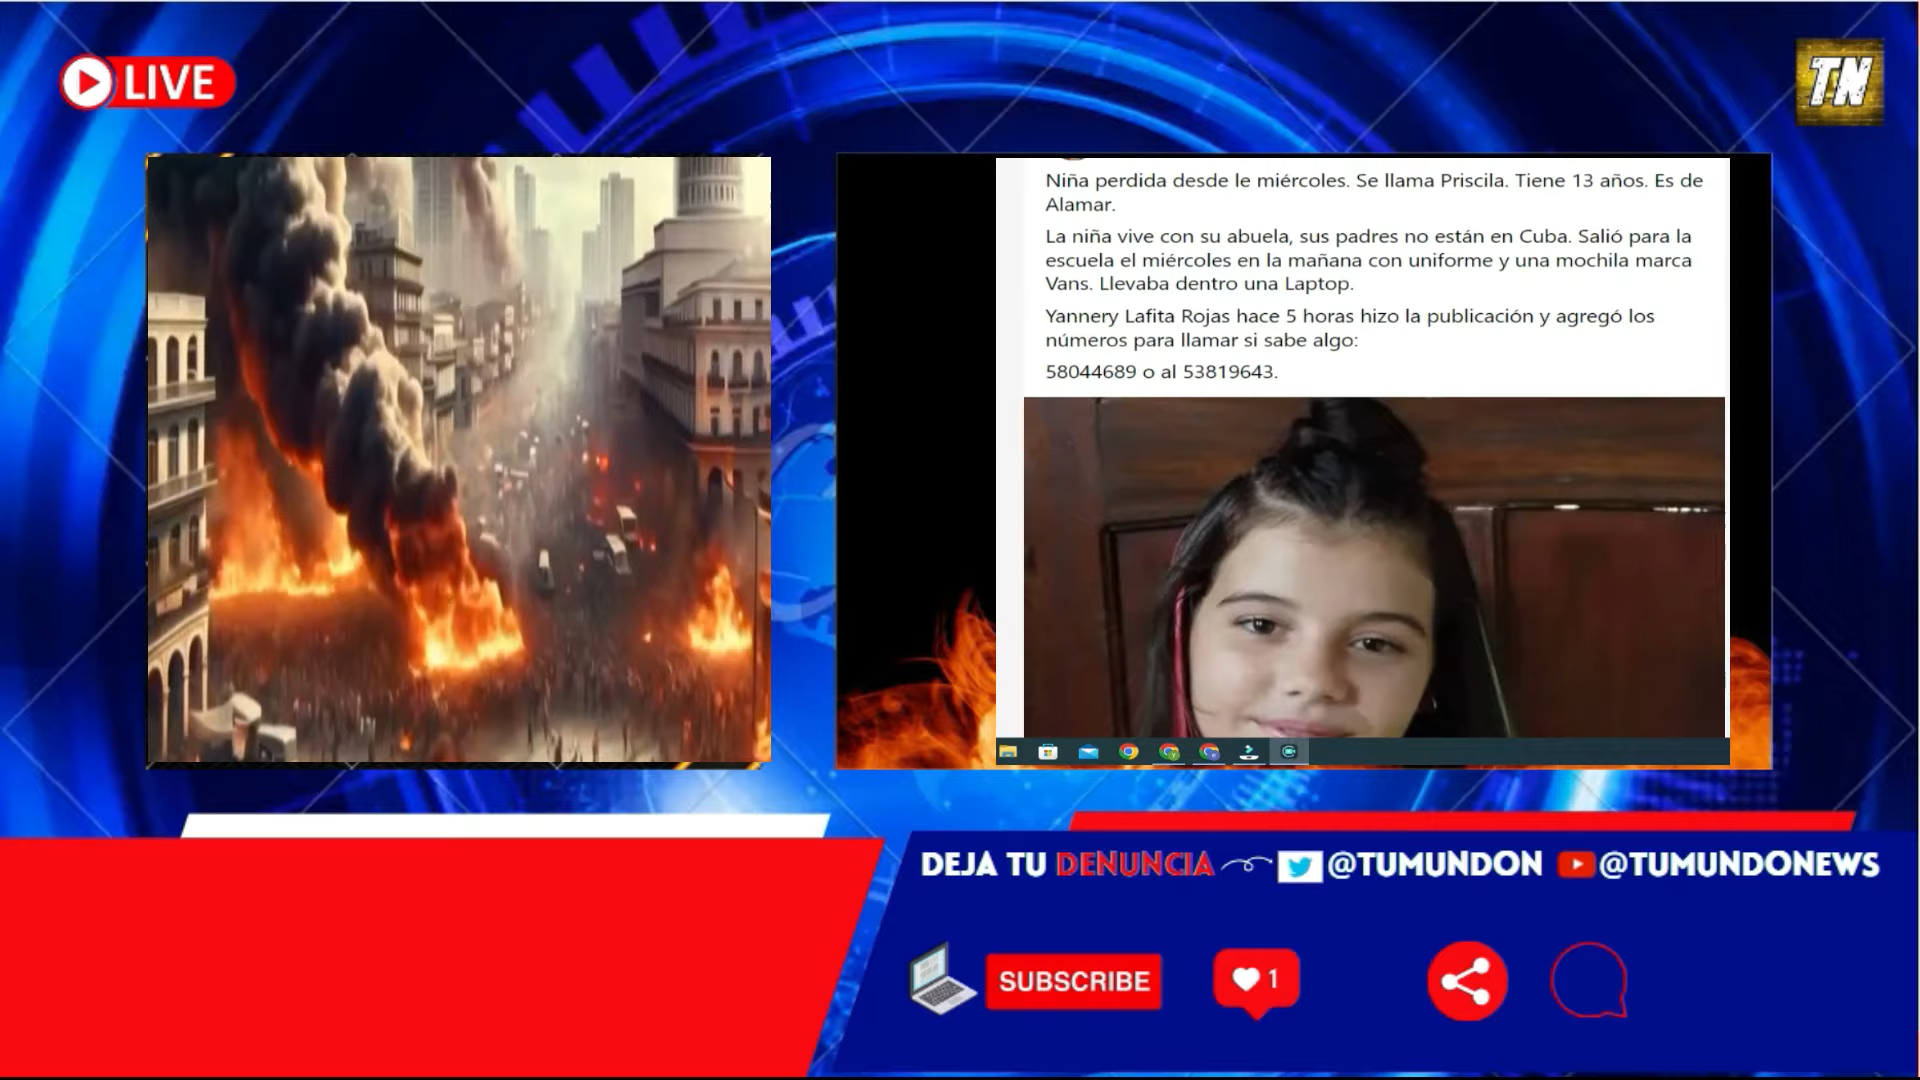 LIVE
TN
Niña perdida desde le miércoles. Se llama Priscila. Tiene 13 años. Es de
Alamar.
La niña vive con su abuela, sus padres no están en Cuba. Salió para la
escuela el miércoles en la mañana con uniforme y una mochila marca
Vans. Llevaba dentro una Laptop.
Yannery Lafita Rojas hace 5 horas hizo la publicación y agregó los
números para llamar si sabe algo:
58044689 o al 53819643.
DEJA TU DENUNCIA @TUMUNDON @TUMUNDONEWS
SUBSCRIBE
1